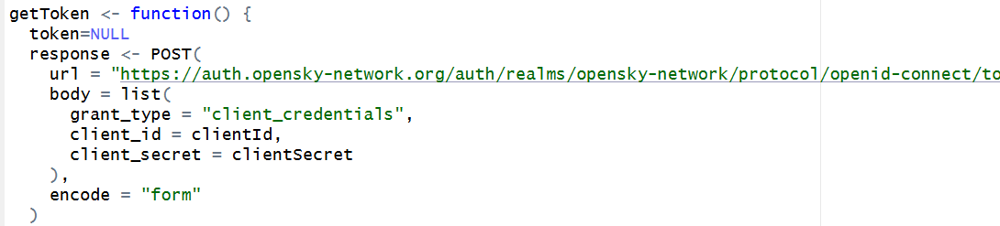 getToken <- function() {
  token=NULL
  response <- POST(
    url = "https://auth.opensky-network.org/auth/realms/opensky-network/protocol/openid-connect/to
    body = list(
      grant_type = "client_credentials",
      client_id = clientId,
      client_secret = clientSecret
    ),
    encode = "form"
  )